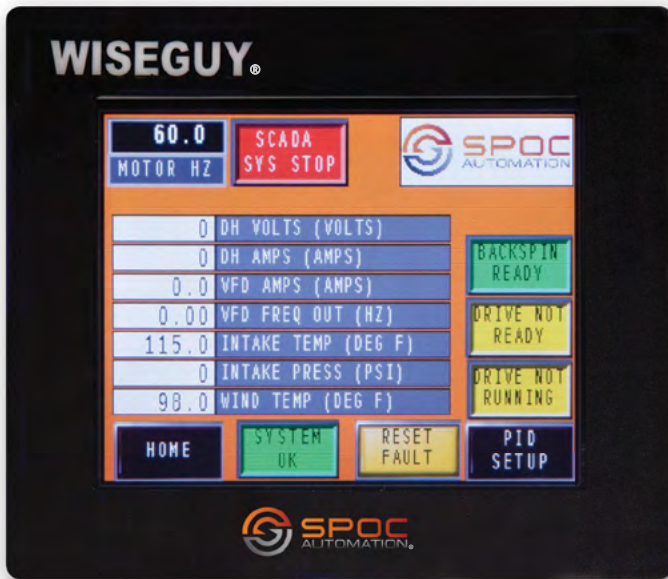 WISEGUY®
60.0
MOTOR HZ
SCADA
SYS STOP
SPOC
AUTOMATION
0 DH VOLTS (VOLTS)
0 DH AMPS (AMPS)
0.0 VFD AMPS (AMPS)
0.00 VFD FREQ OUT (HZ)
115.0 INTAKE TEMP (DEG F)
0 INTAKE PRESS (PSI)
98.0 WIND TEMP (DEG F)
BACKSPIN
READY
DRIVE NOT
READY
DRIVE NOT
RUNNING
HOME
SYSTEM
OK
RESET
FAULT
PID
SETUP
SPOC
AUTOMATION®